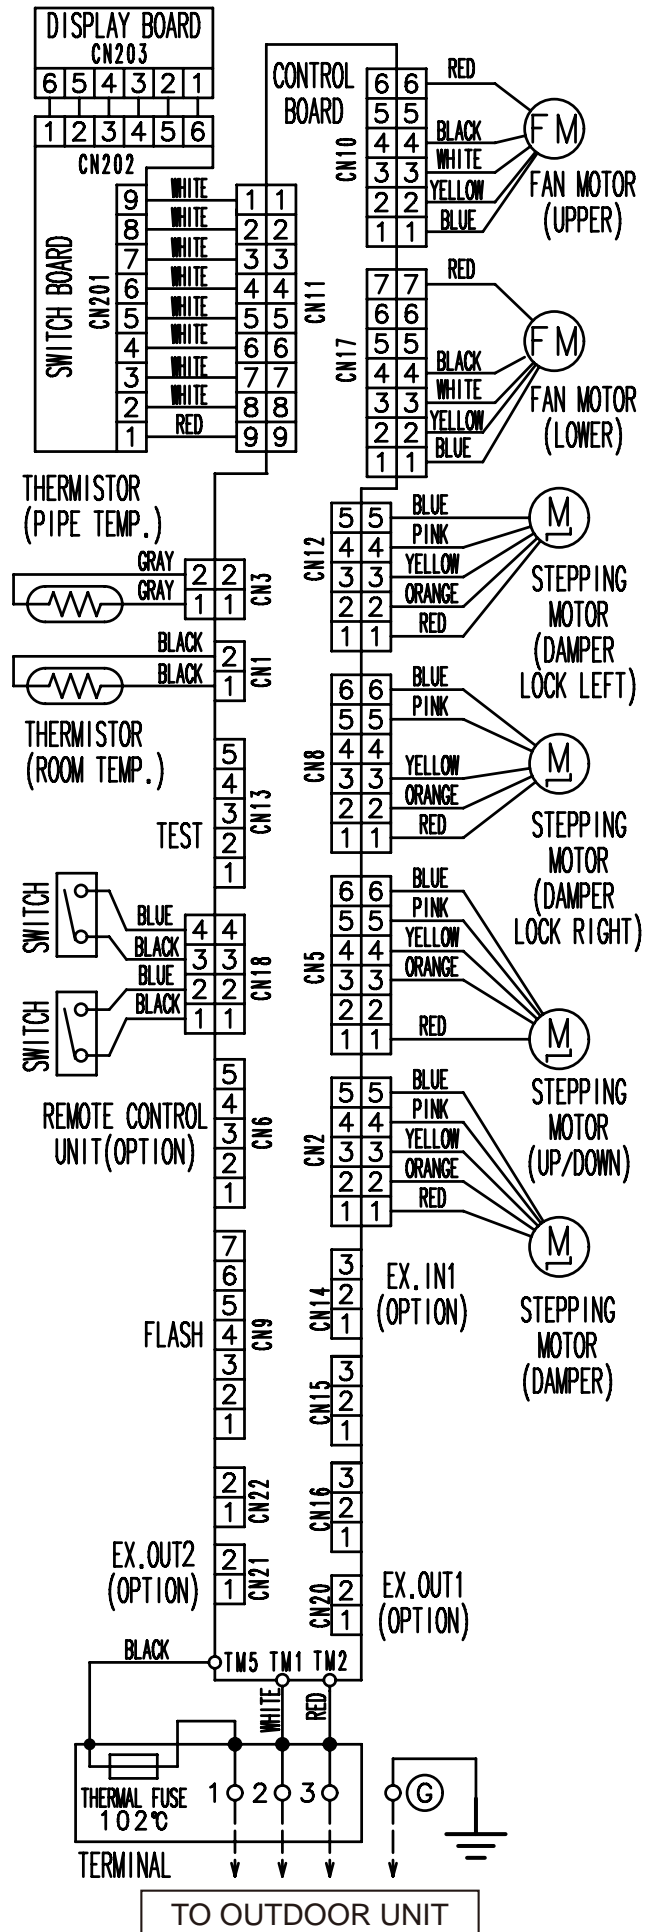 DISPLAY BOARD
CN203
6 5 4 3 2 1
1 2 3 4 5 6
CN202
SWITCH BOARD
CN201
9 WHITE 1 1
8 WHITE 2 2
7 WHITE 3 3
6 WHITE 4 4
5 WHITE 5 5
4 WHITE 6 6
3 WHITE 7 7
2 WHITE 8 8
1 RED 9 9
CN11
CONTROL
BOARD
CN10
6 6 RED
5 5
4 4 BLACK
3 3 WHITE
2 2 YELLOW
1 1 BLUE
FM
FAN MOTOR
(UPPER)
CN17
7 7 RED
6 6
5 5
4 4 BLACK
3 3 WHITE
2 2 YELLOW
1 1 BLUE
FM
FAN MOTOR
(LOWER)
THERMISTOR
(PIPE TEMP.)
GRAY 2 2
GRAY 1 1
CN3
BLACK 2
BLACK 1
CN1
THERMISTOR
(ROOM TEMP.)
5
4
3
2
1
CN13
TEST
SWITCH
BLUE 4 4
BLACK 3 3
SWITCH
BLUE 2 2
BLACK 1 1
CN18
5
4
3
2
1
CN6
REMOTE CONTROL
UNIT(OPTION)
7
6
5
4
3
2
1
CN9
FLASH
2
1
CN22
2
1
CN21
EX.OUT2
(OPTION)
CN12
5 5 BLUE
4 4 PINK
3 3 YELLOW
2 2 ORANGE
1 1 RED
M
STEPPING
MOTOR
(DAMPER
LOCK LEFT)
CN8
6 6 BLUE
5 5 PINK
4 4
3 3 YELLOW
2 2 ORANGE
1 1 RED
M
STEPPING
MOTOR
(DAMPER
LOCK RIGHT)
CN5
6 6 BLUE
5 5 PINK
4 4 YELLOW
3 3 ORANGE
2 2
1 1 RED
M
STEPPING
MOTOR
(UP/DOWN)
CN2
5 5 BLUE
4 4 PINK
3 3 YELLOW
2 2 ORANGE
1 1 RED
M
STEPPING
MOTOR
(DAMPER)
CN14
3
2
1
EX.IN1
(OPTION)
CN15
3
2
1
CN16
3
2
1
CN20
2
1
EX.OUT1
(OPTION)
BLACK
TM5 TM1 TM2
WHITE
RED
THERMAL FUSE
102℃
1 2 3 G
TERMINAL
TO OUTDOOR UNIT